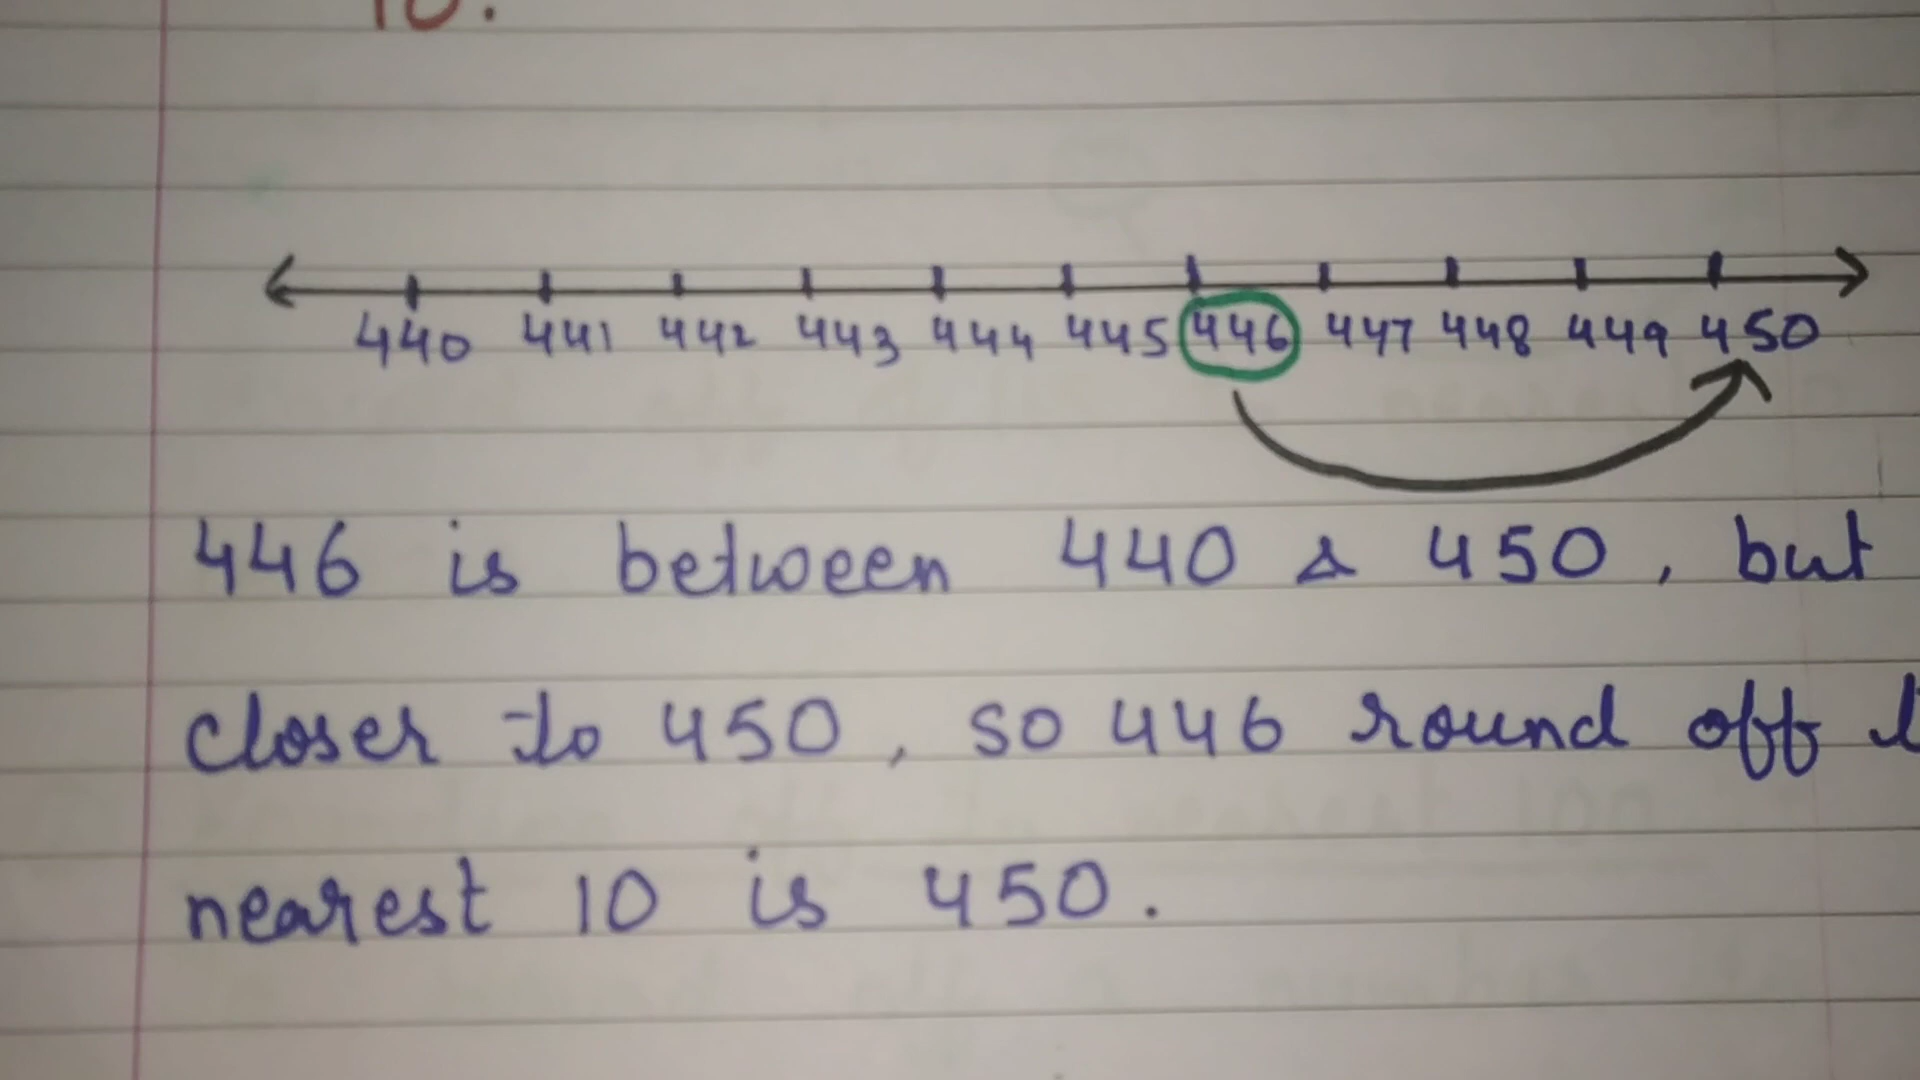 10.
440 441 442 443 444 445 446 447 448 449 450
446 is between 440 & 450, but
closer to 450, so 446 round off
nearest 10 is 450.